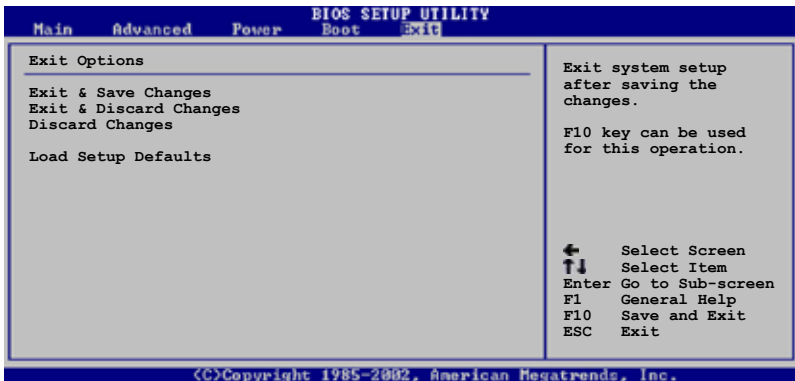 BIOS SETUP UTILITY
Main Advanced Power Boot Exit
Exit Options
Exit & Save Changes
Exit & Discard Changes
Discard Changes
Load Setup Defaults
Exit system setup
after saving the
changes.
F10 key can be used
for this operation.
← Select Screen
↑↓ Select Item
Enter Go to Sub-screen
F1 General Help
F10 Save and Exit
ESC Exit
(C)Copyright 1985-2002, American Megatrends, Inc.